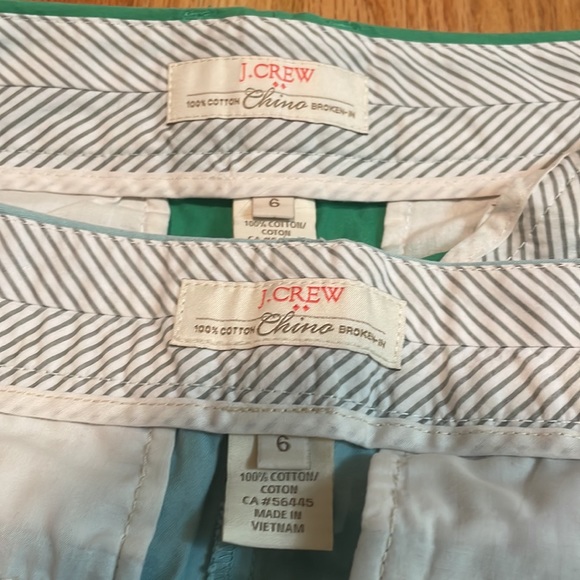 J.CREW
100% COTTON Chino BROKEN-IN
6
100% COTTON/
COTON
J.CREW
100% COTTON Chino BROKEN-IN
6
100% COTTON/
COTON
CA #56445
MADE IN
VIETNAM